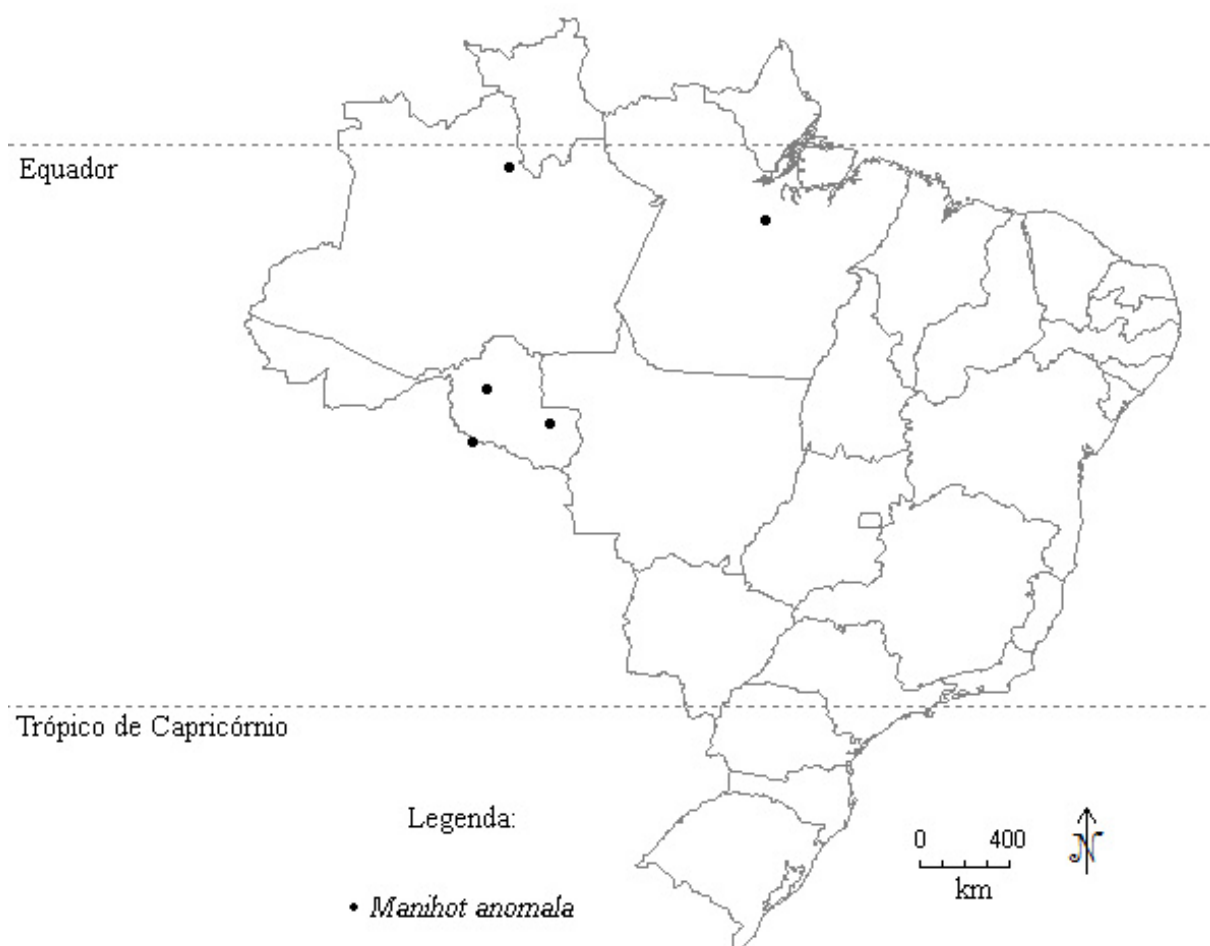 Equador
Trópico de Capricórnio
Legenda:
• Manihot anomala
0 400
km
N